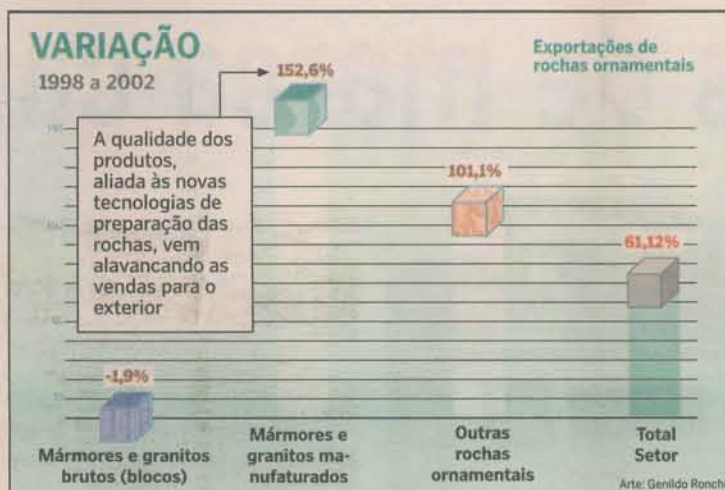 VARIAÇÃO
1998 a 2002
Exportações de
rochas ornamentais
152,6%
A qualidade dos
produtos,
aliada às novas
tecnologias de
preparação das
rochas, vem
alavancando as
vendas para o
exterior
101,1%
61,12%
-1,9%
Mármores e granitos
brutos (blocos)
Mármores e
granitos ma-
nufaturados
Outras
rochas
ornamentais
Total
Setor
Arte: Genildo Ronchi